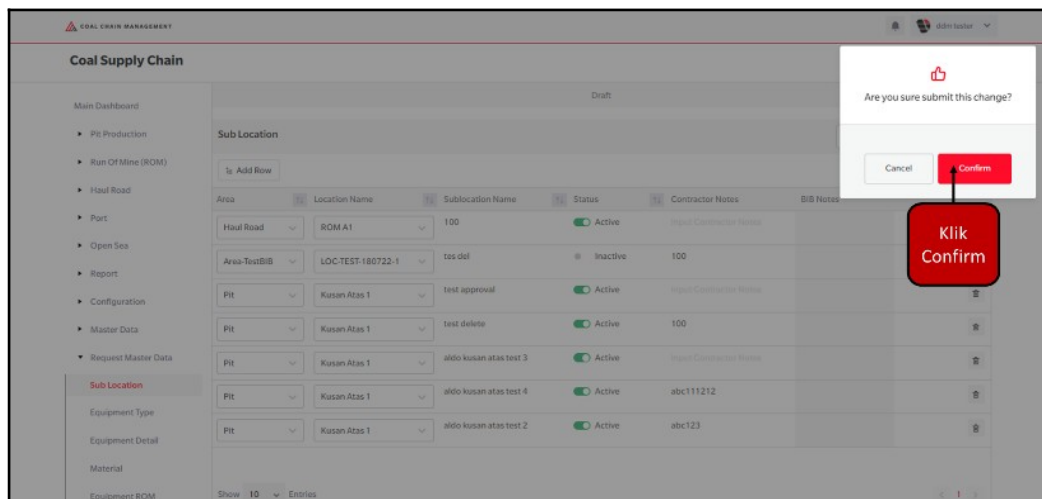 COAL CHAIN MANAGEMENT
ddm tester
Coal Supply Chain
Are you sure submit this change?
Cancel
Confirm
Klik
Confirm
Main Dashboard
Pit Production
Run Of Mine (ROM)
Haul Road
Port
Open Sea
Report
Configuration
Master Data
Request Master Data
Sub Location
Equipment Type
Equipment Detail
Material
Equipment ROM
Draft
Sub Location
Add Row
Area Location Name Sublocation Name Status Contractor Notes BIB Notes
Haul Road ROM A1 100 Active Input Contractor Notes
Area-TestBIB LOC-TEST-180722-1 tes del Inactive 100
Pit Kusan Atas 1 test approval Active Input Contractor Notes
Pit Kusan Atas 1 test delete Active 100
Pit Kusan Atas 1 aldo kusan atas test 3 Active Input Contractor Notes
Pit Kusan Atas 1 aldo kusan atas test 4 Active abc111212
Pit Kusan Atas 1 aldo kusan atas test 2 Active abc123
Show 10 Entries
1